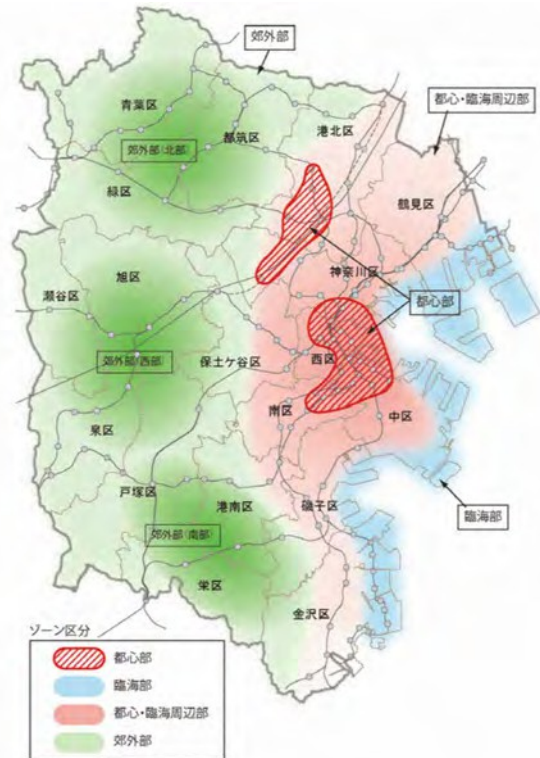 郊外部
都心・臨海周辺部
青葉区
都筑区
港北区
郊外部(北部)
緑区
鶴見区
神奈川区
旭区
瀬谷区
都心部
郊外部(西部)
保土ケ谷区
西区
南区
中区
泉区
戸塚区
港南区
磯子区
臨海部
郊外部(南部)
栄区
金沢区
ゾーン区分
都心部
臨海部
都心・臨海周辺部
郊外部